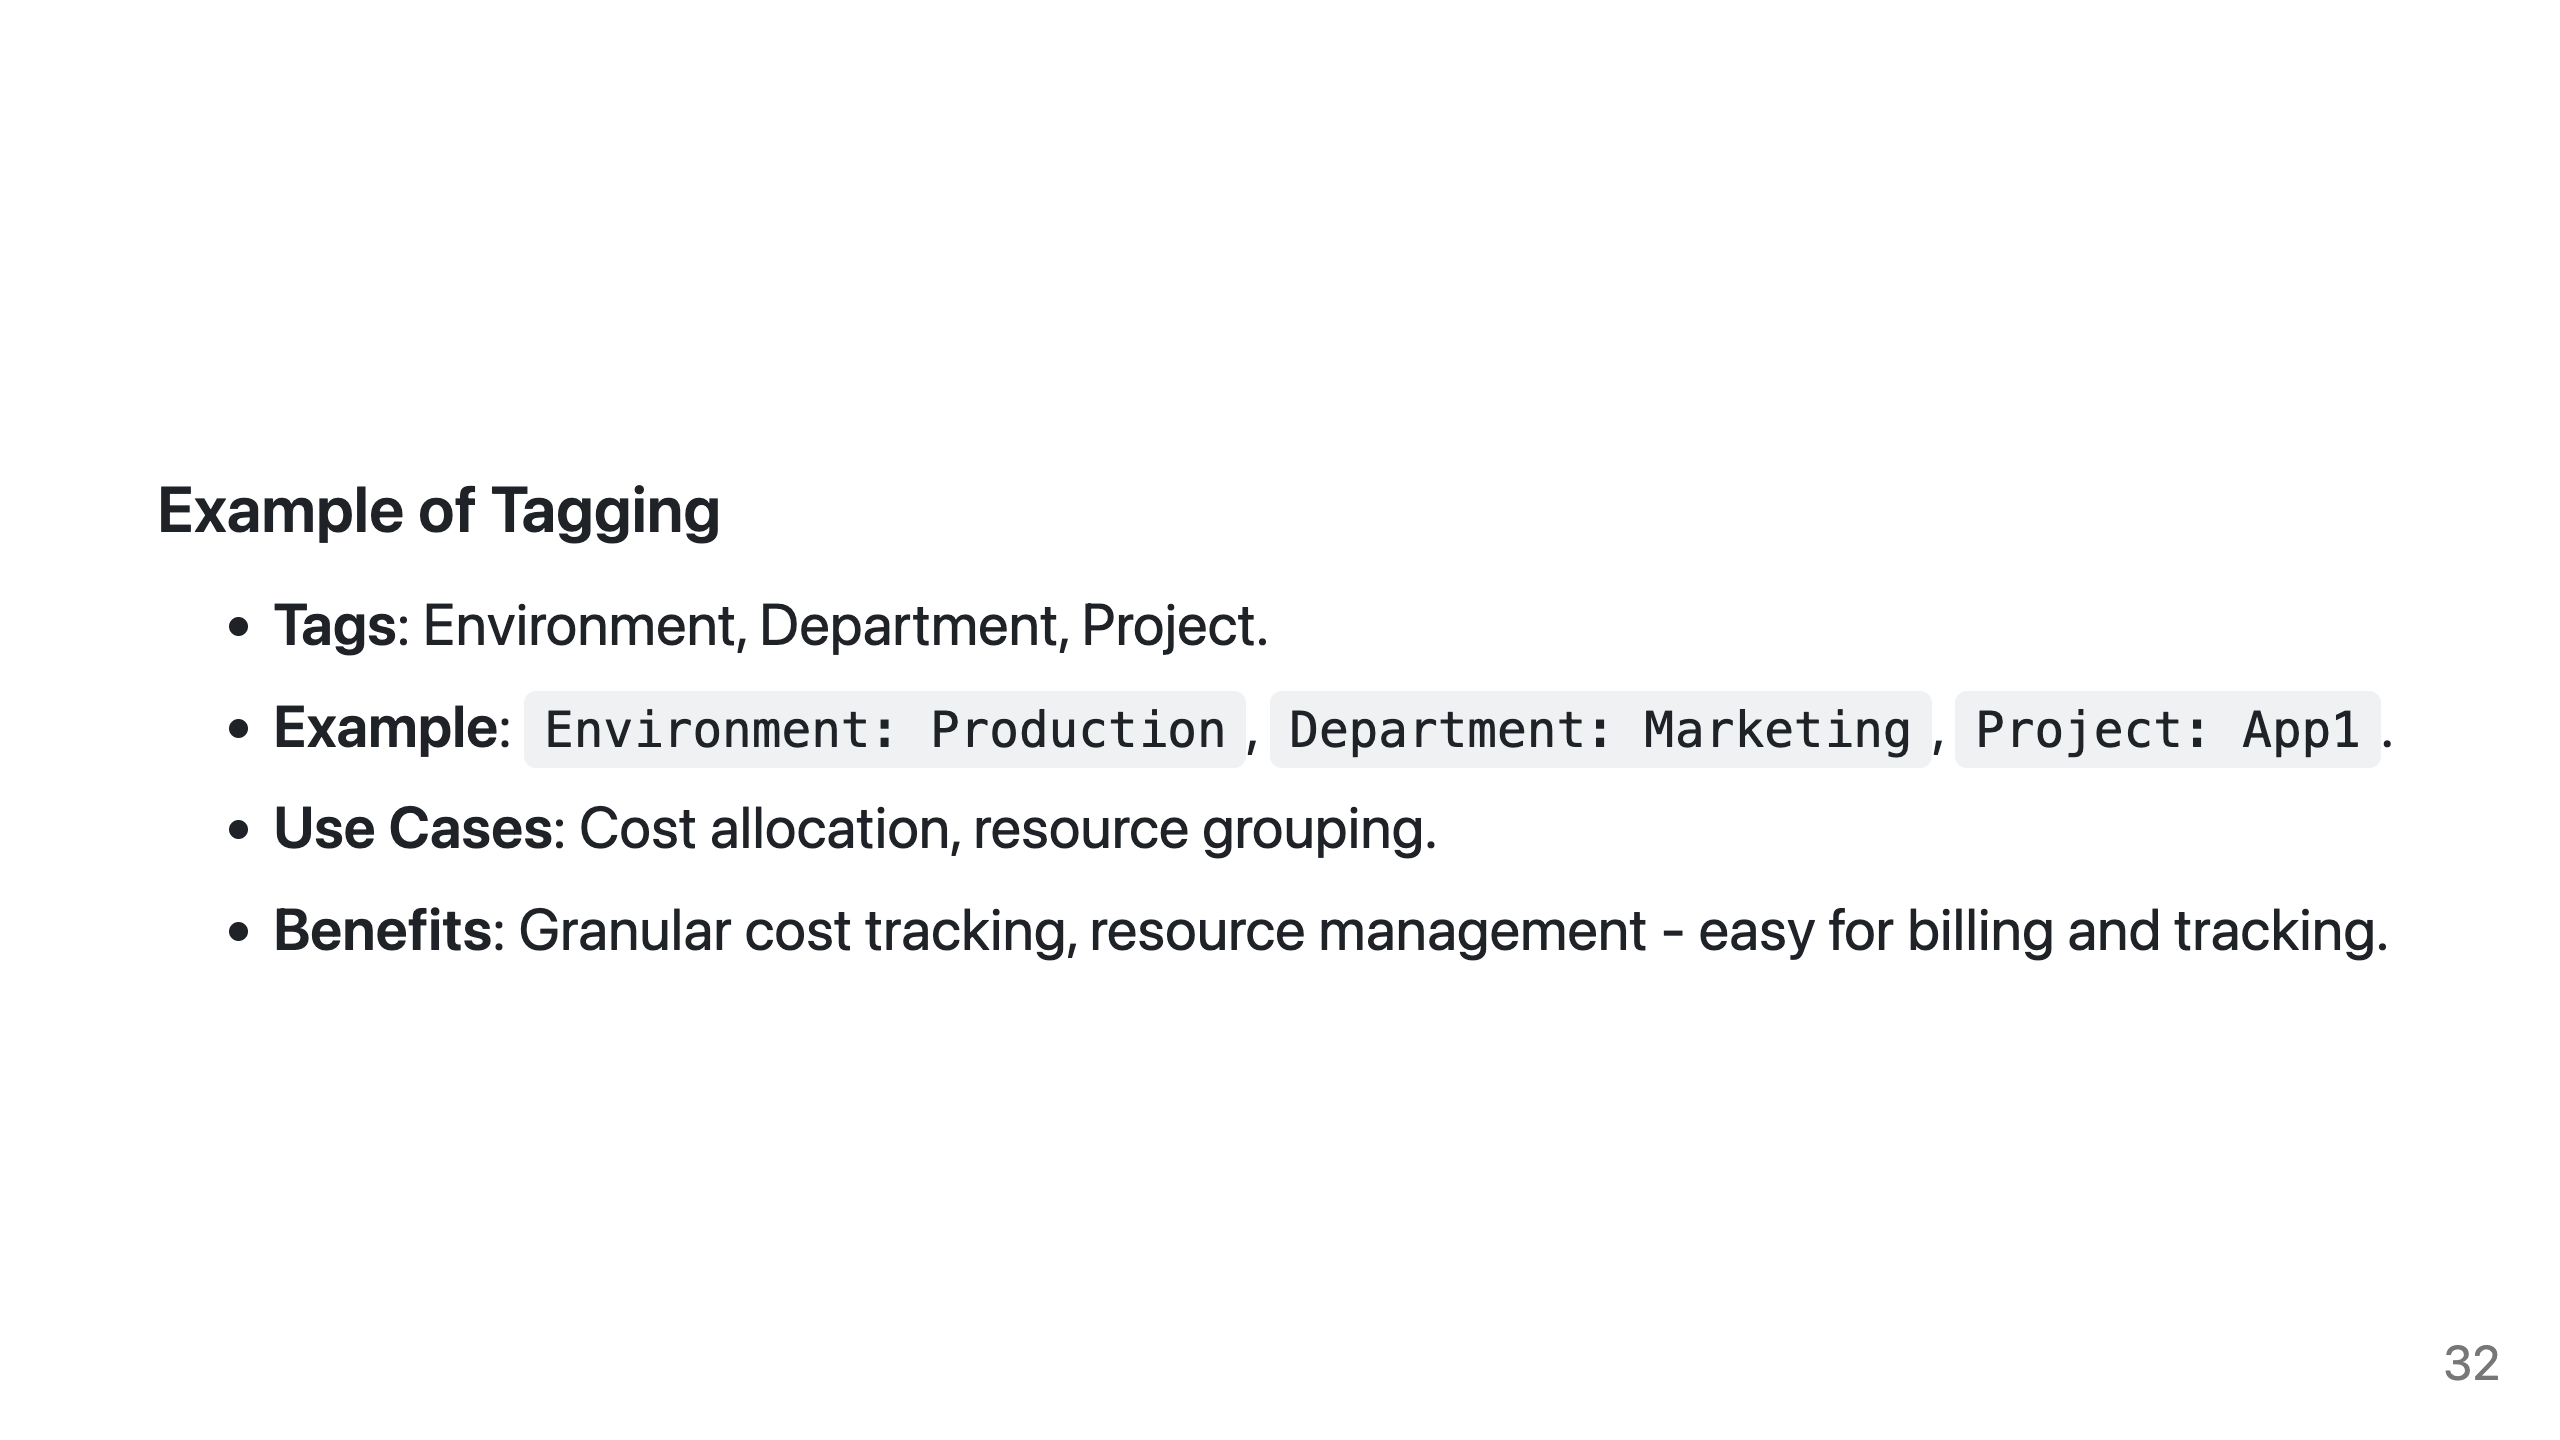 Example of Tagging
Tags: Environment, Department, Project.
Example: Environment: Production, Department: Marketing, Project: App1.
Use Cases: Cost allocation, resource grouping.
Benefits: Granular cost tracking, resource management - easy for billing and tracking.
32